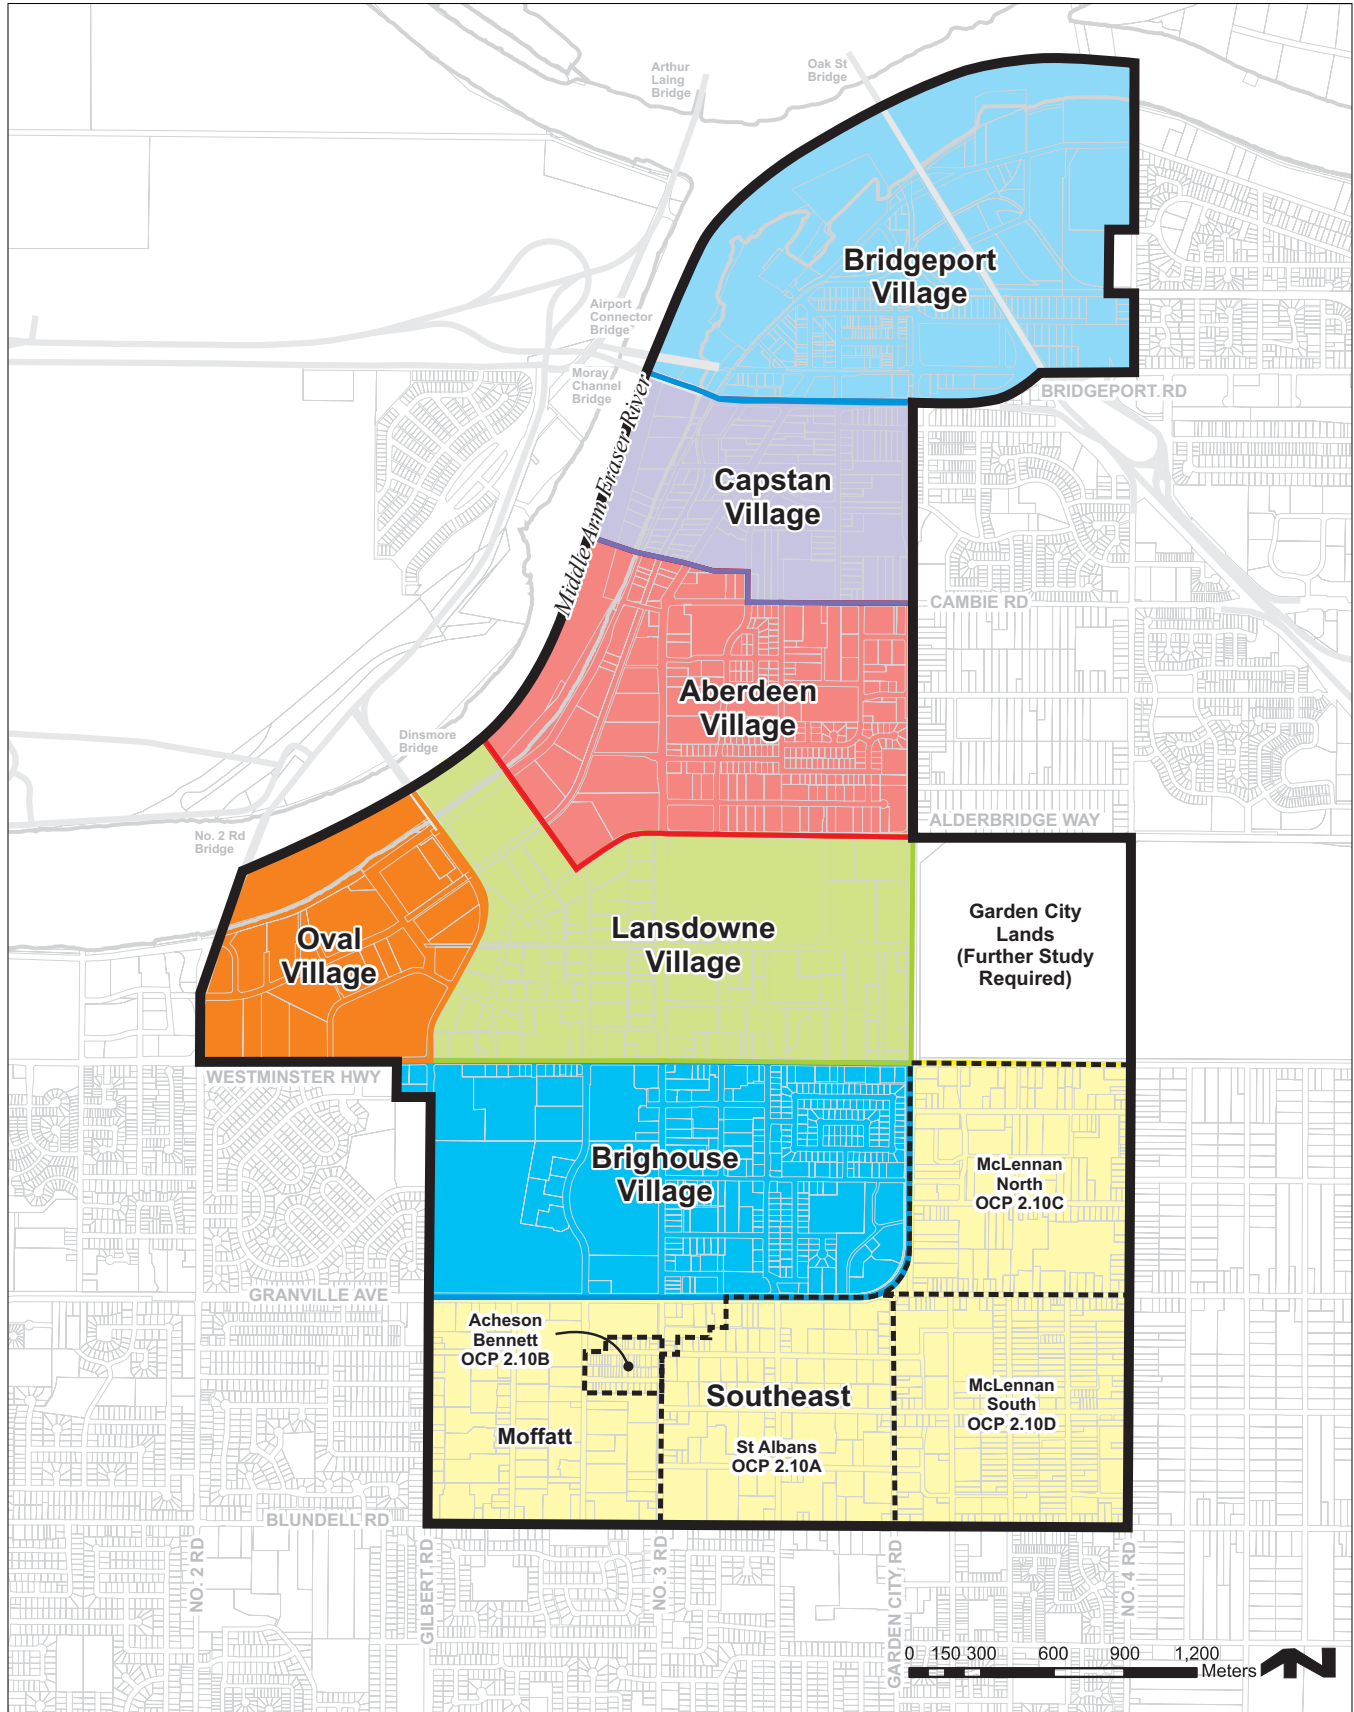 Arthur
Laing
Bridge
Oak St
Bridge
Bridgeport
Village
Airport
Connector
Bridge
Moray
Channel
Bridge
BRIDGEPORT RD
Middle Arm Fraser River
Capstan
Village
CAMBIE RD
Aberdeen
Village
Dinsmore
Bridge
No. 2 Rd
Bridge
ALDERBRIDGE WAY
Oval
Village
Lansdowne
Village
Garden City
Lands
(Further Study
Required)
WESTMINSTER HWY
Brighouse
Village
McLennan
North
OCP 2.10C
GRANVILLE AVE
Acheson
Bennett
OCP 2.10B
Southeast
McLennan
South
OCP 2.10D
Moffatt
St Albans
OCP 2.10A
BLUNDELL RD
NO. 2 RD
GILBERT RD
NO. 3 RD
GARDEN CITY RD
NO. 4 RD
0 150 300 600 900 1,200
Meters
N